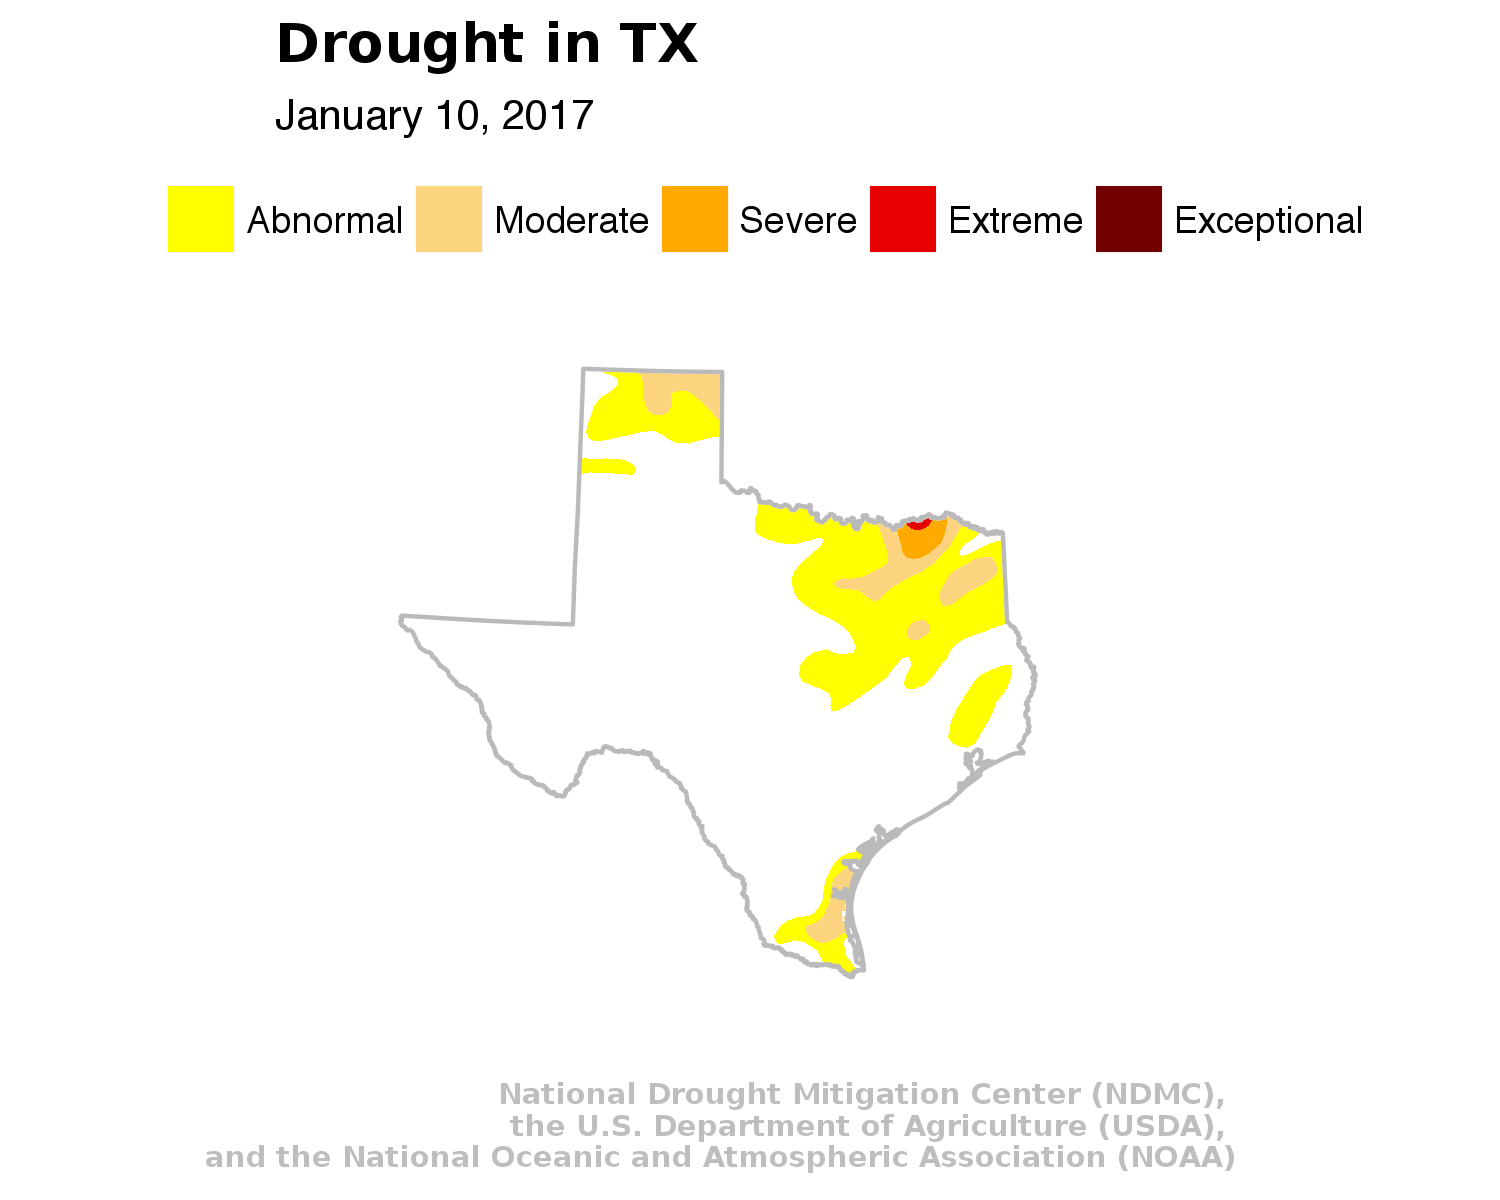 Drought in TX
January 10, 2017
Abnormal Moderate Severe Extreme Exceptional
National Drought Mitigation Center (NDMC),
the U.S. Department of Agriculture (USDA),
and the National Oceanic and Atmospheric Association (NOAA)